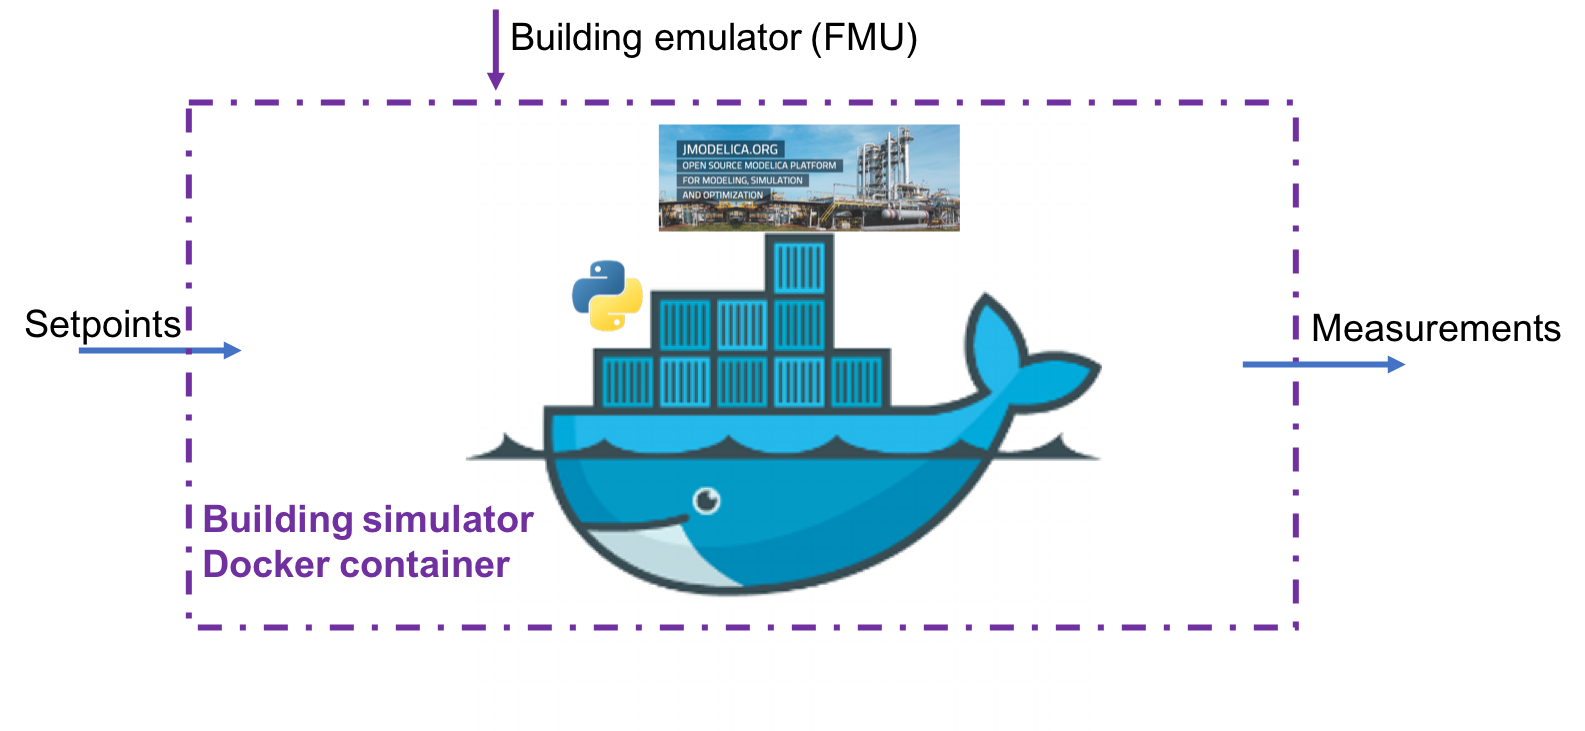 Building emulator (FMU)
JMODELICA.ORG
OPEN SOURCE MODELICA PLATFORM
FOR MODELING, SIMULATION
AND OPTIMIZATION
Setpoints
Measurements
Building simulator
Docker container